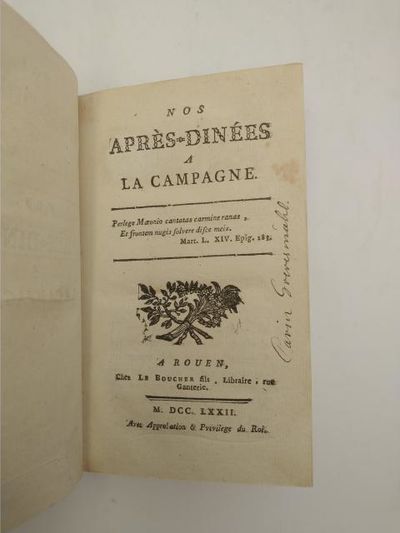 NOS
APRÈS-DINÉES
A
LA CAMPAGNE.
Perlege Mæonio cantatas carmine ranas,
Et frontem nugis solvere disce meis.
Mart. L. XIV. Epig. 183.
A ROUEN,
Chez LE BOUCHER fils, Libraire, rue
Ganterie.
M. DCC. LXXII.
Avec Approbation & Privilege du Roi.
Carin